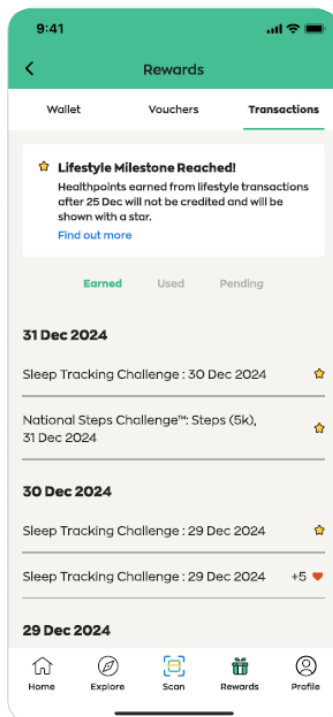 9:41
Rewards
Wallet
Vouchers
Transactions
Lifestyle Milestone Reached!
Healthpoints earned from lifestyle transactions
after 25 Dec will not be credited and will be
shown with a star.
Find out more
Earned
Used
Pending
31 Dec 2024
Sleep Tracking Challenge : 30 Dec 2024
National Steps Challenge™: Steps (5k),
31 Dec 2024
30 Dec 2024
Sleep Tracking Challenge : 29 Dec 2024
Sleep Tracking Challenge : 29 Dec 2024 +5
29 Dec 2024
Home
Explore
Scan
Rewards
Profile